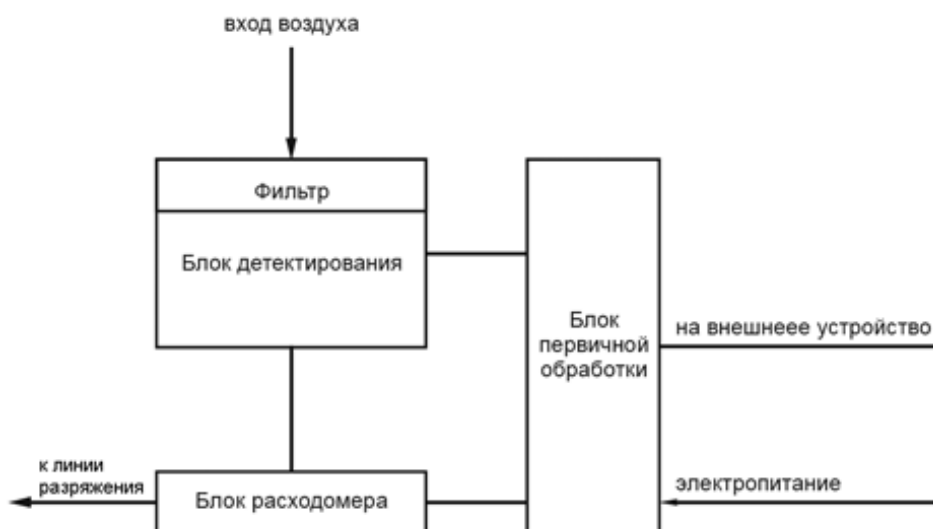 вход воздуха
Фильтр
Блок детектирования
Блок
первичной
обработки
на внешнеее устройство
к линии
разряжения
Блок расходомера
электропитание